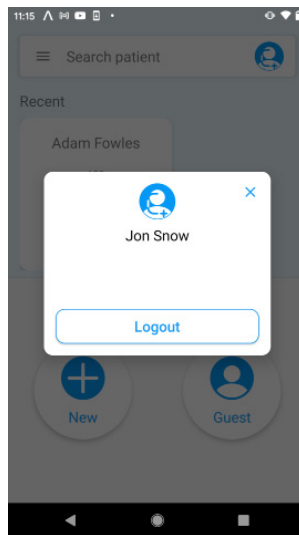 11:15
Search patient
Recent
Adam Fowles
Jon Snow
Logout
New
Guest